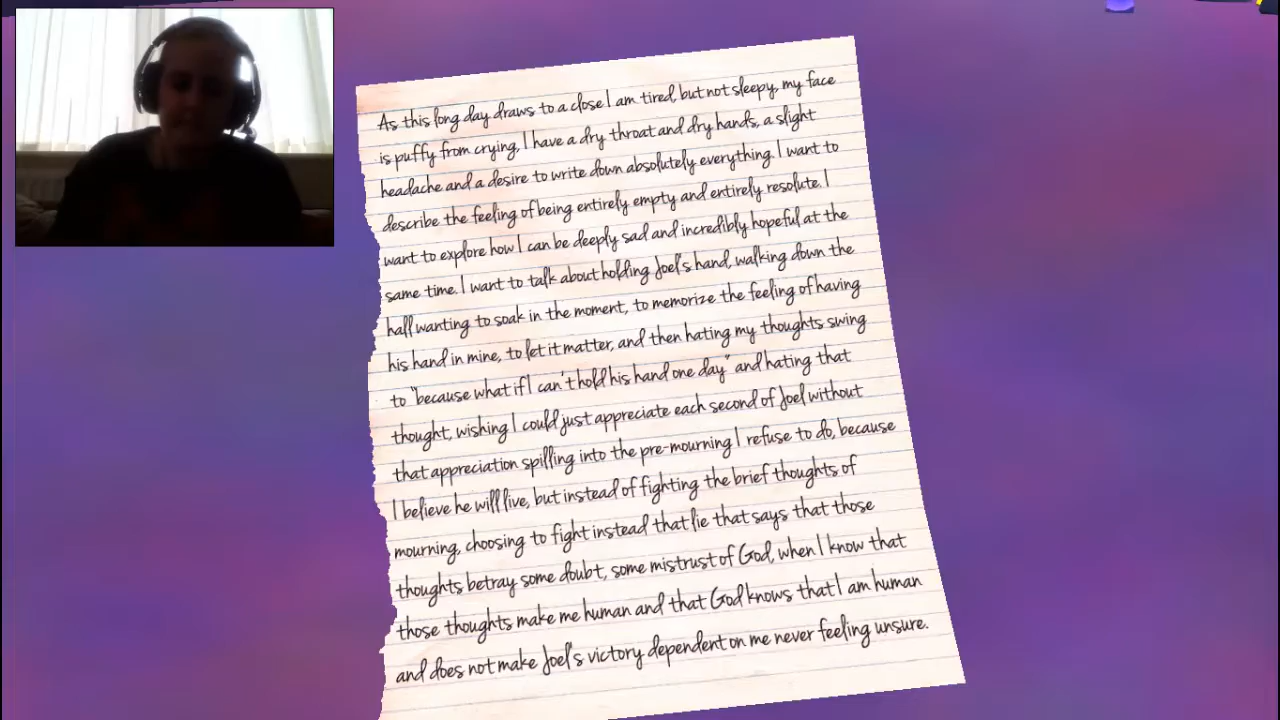 As this long day draws to a close I am tired, but not sleepy, my face
is puffy from crying, I have a dry throat and dry hands, a slight
headache and a desire to write down absolutely everything. I want to
describe the feeling of being entirely empty and entirely resolute. I
want to explore how I can be deeply sad and incredibly hopeful at the
same time. I want to talk about holding Joel's hand, walking down the
hall wanting to soak in the moment, to memorize the feeling of having
his hand in mine, to let it matter, and then hating my thoughts swing
to "because what if I can't hold his hand one day" and hating that
thought, wishing I could just appreciate each second of Joel without
that appreciation spilling into the pre-mourning I refuse to do, because
I believe he will live, but instead of fighting the brief thoughts of
mourning, choosing to fight instead that lie that says that those
thoughts betray some doubt, some mistrust of God, when I know that
those thoughts make me human and that God knows that I am human
and does not make Joel's victory dependent on me never feeling unsure.